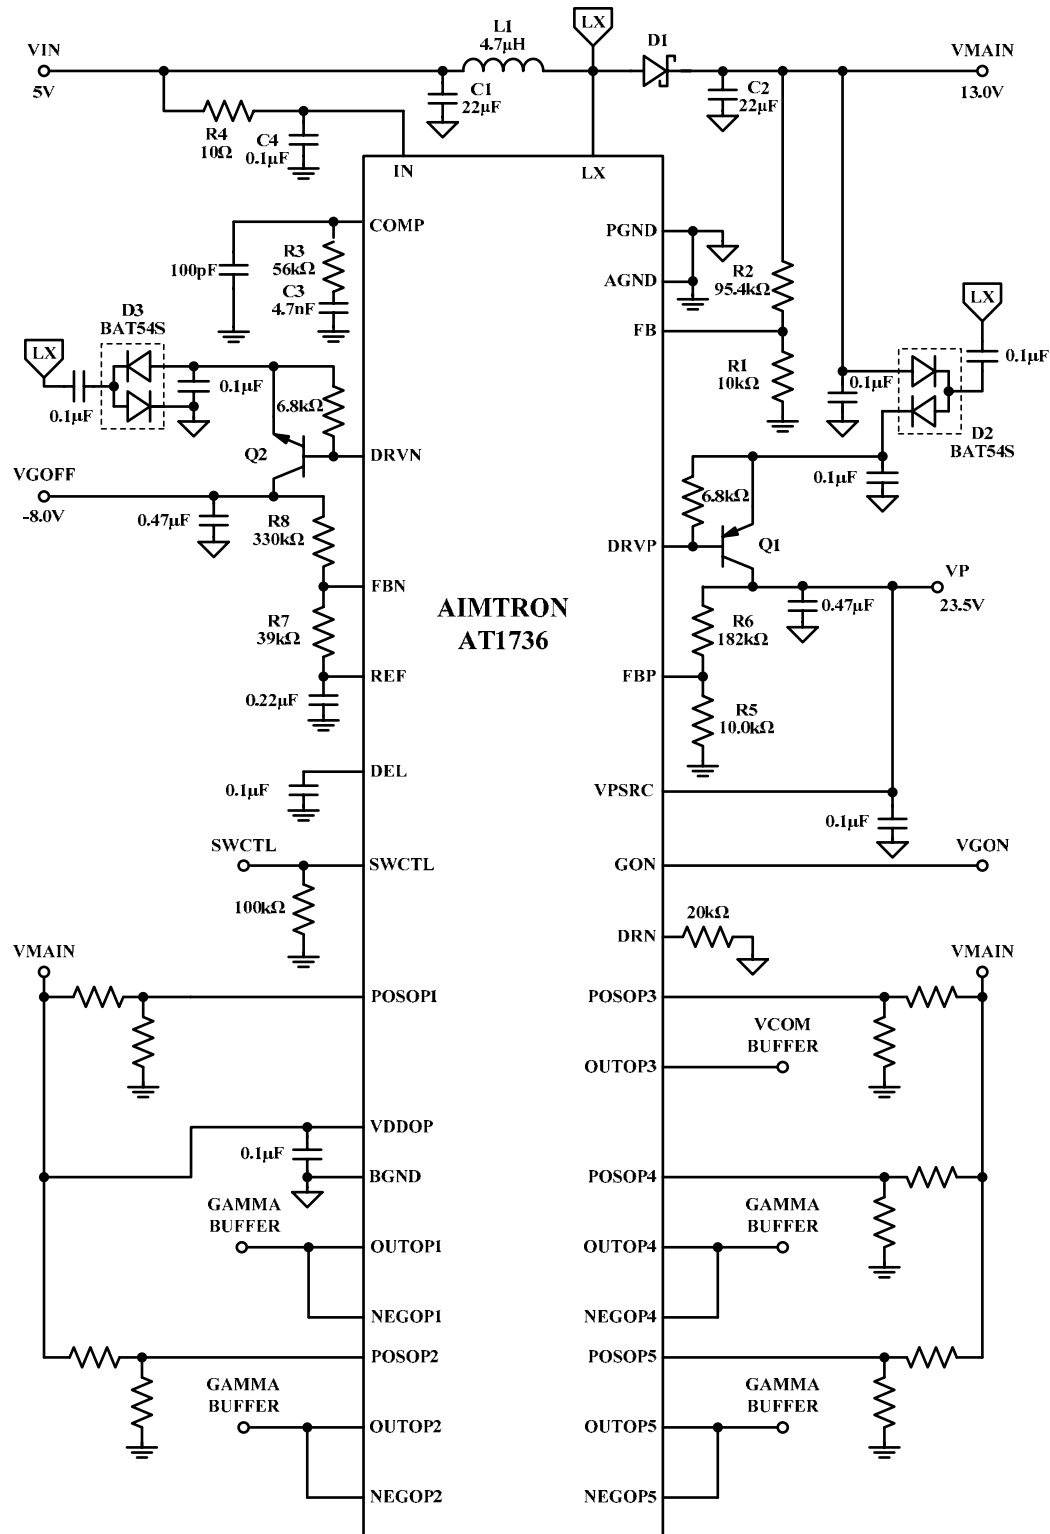 LX
L1
4.7μH
D1
VIN
VMAIN
5V
C1
22μF
C2
22μF
13.0V
R4
10Ω
C4
0.1μF
IN
LX
COMP
PGND
R3
56kΩ
100pF
C3
4.7nF
AGND
R2
95.4kΩ
LX
D3
BAT54S
FB
LX
0.1μF
R1
10kΩ
0.1μF
0.1μF
0.1μF
6.8kΩ
D2
BAT54S
Q2
DRVN
VGOFF
0.1μF
-8.0V
0.47μF
6.8kΩ
R8
330kΩ
DRVP
Q1
VP
FBN
AIMTRON
AT1736
0.47μF
23.5V
R7
39kΩ
R6
182kΩ
REF
FBP
0.22μF
R5
10.0kΩ
DEL
0.1μF
VPSRC
0.1μF
SWCTL
VGON
SWCTL
GON
100kΩ
20kΩ
DRN
VMAIN
VMAIN
POSOP1
POSOP3
VCOM
BUFFER
OUTOP3
VDDOP
0.1μF
BGND
POSOP4
GAMMA
BUFFER
GAMMA
BUFFER
OUTOP1
OUTOP4
NEGOP1
NEGOP4
POSOP2
POSOP5
GAMMA
BUFFER
GAMMA
BUFFER
OUTOP2
OUTOP5
NEGOP2
NEGOP5